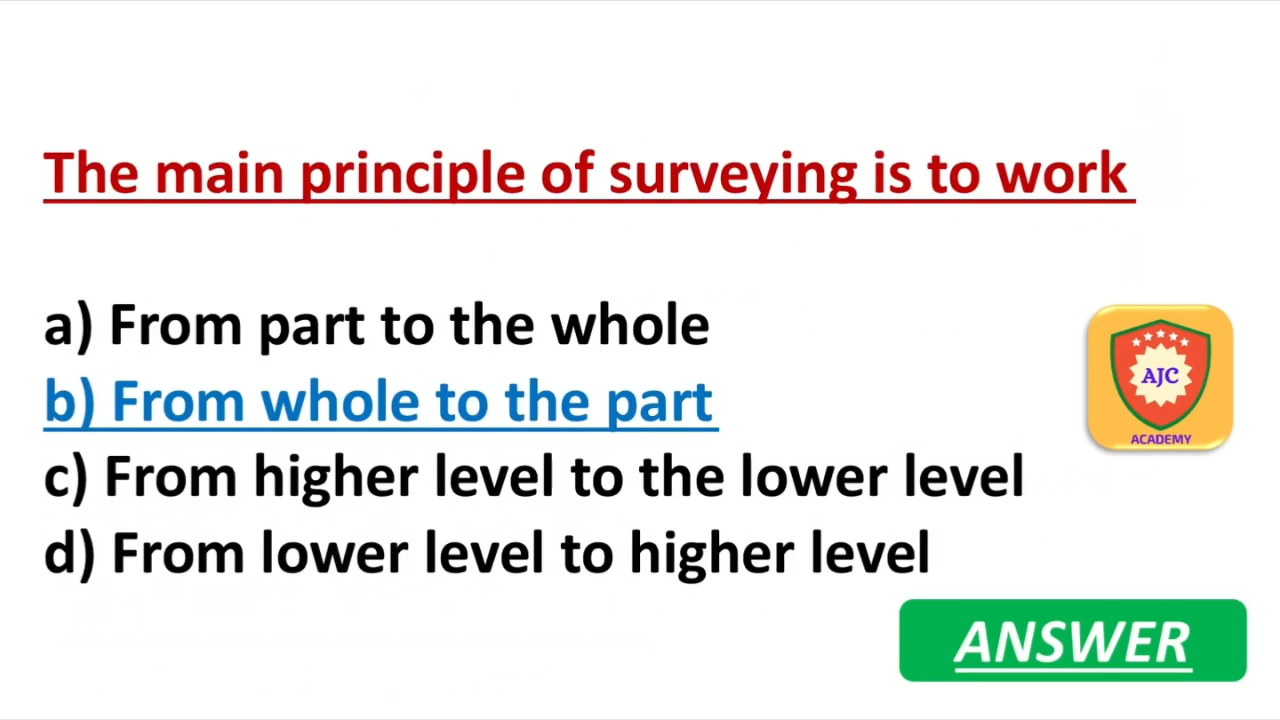 The main principle of surveying is to work
a) From part to the whole
b) From whole to the part
c) From higher level to the lower level
d) From lower level to higher level
AJC
ACADEMY
ANSWER